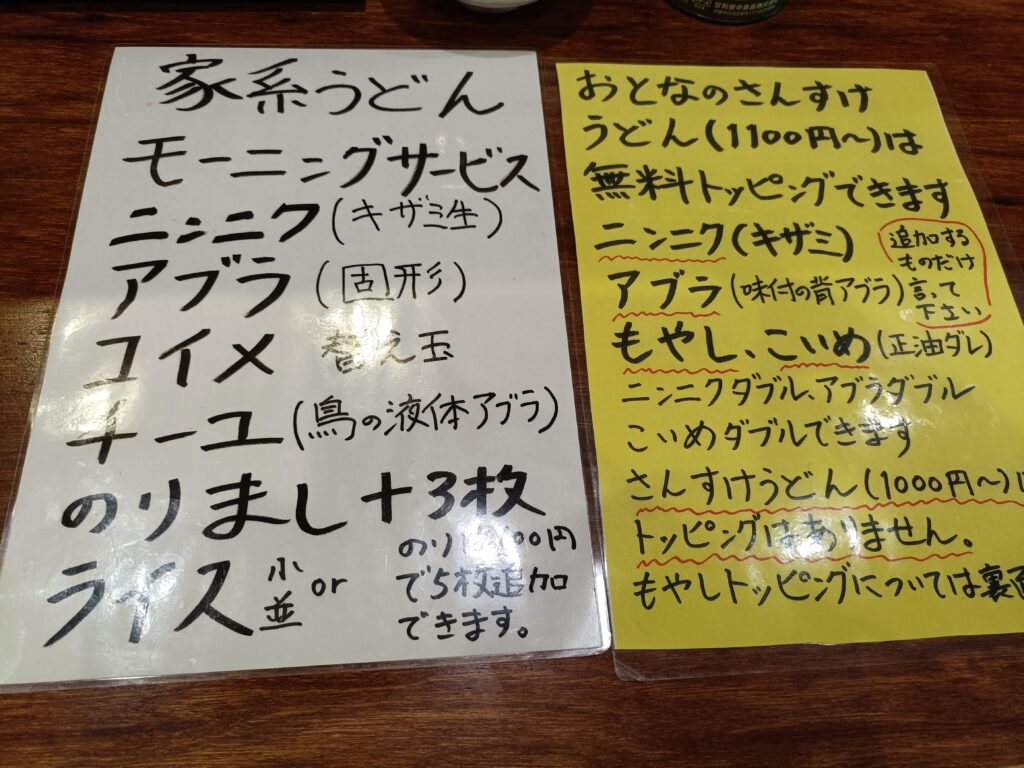 家系うどん
モーニングサービス
ニンニク(キザミ生)
アブラ(固形)
コイメ 替え玉
チーユ(鳥の液体アブラ)
のりまし+3枚
のりは100円
で5枚追加
できます。
ライス 小 or 並
おとなのさんすけ
うどん(1100円〜)は
無料トッピングできます
ニンニク(キザミ)
アブラ(味付の背アブラ)
追加する
ものだけ
言って
下さい
もやし、こいめ(正油ダレ)
ニンニクダブル、アブラダブル
こいめダブルできます
さんすけうどん(1000円〜)は
トッピングはありません。
もやしトッピングについては裏面